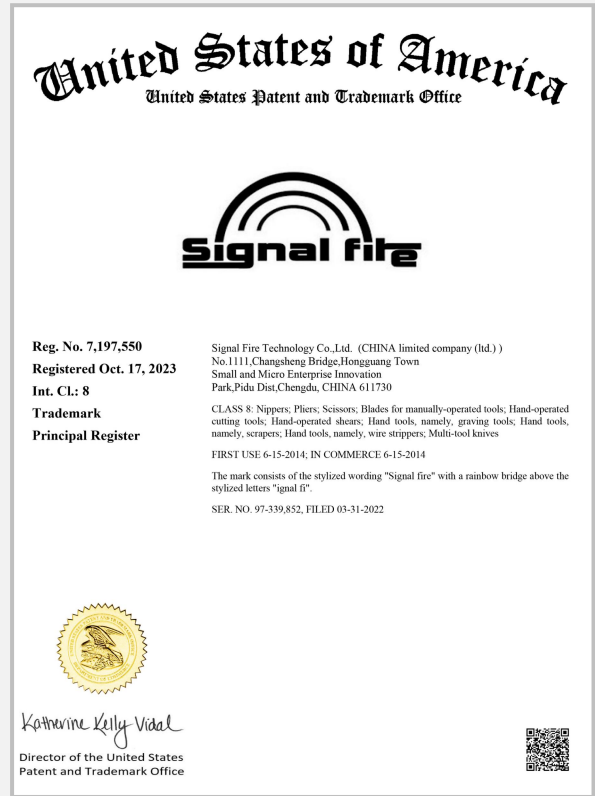 United States of America
United States Patent and Trademark Office
Signal fire
Reg. No. 7,197,550
Registered Oct. 17, 2023
Int. Cl.: 8
Trademark
Principal Register
Signal Fire Technology Co.,Ltd. (CHINA limited company (ltd.) )
No.1111,Changsheng Bridge,Hongguang Town
Small and Micro Enterprise Innovation
Park,Pidu Dist,Chengdu, CHINA 611730
CLASS 8: Nippers; Pliers; Scissors; Blades for manually-operated tools; Hand-operated
cutting tools; Hand-operated shears; Hand tools, namely, graving tools; Hand tools,
namely, scrapers; Hand tools, namely, wire strippers; Multi-tool knives
FIRST USE 6-15-2014; IN COMMERCE 6-15-2014
The mark consists of the stylized wording "Signal fire" with a rainbow bridge above the
stylized letters "ignal fi".
SER. NO. 97-339,852, FILED 03-31-2022
Katherine Kelly Vidal
Director of the United States
Patent and Trademark Office